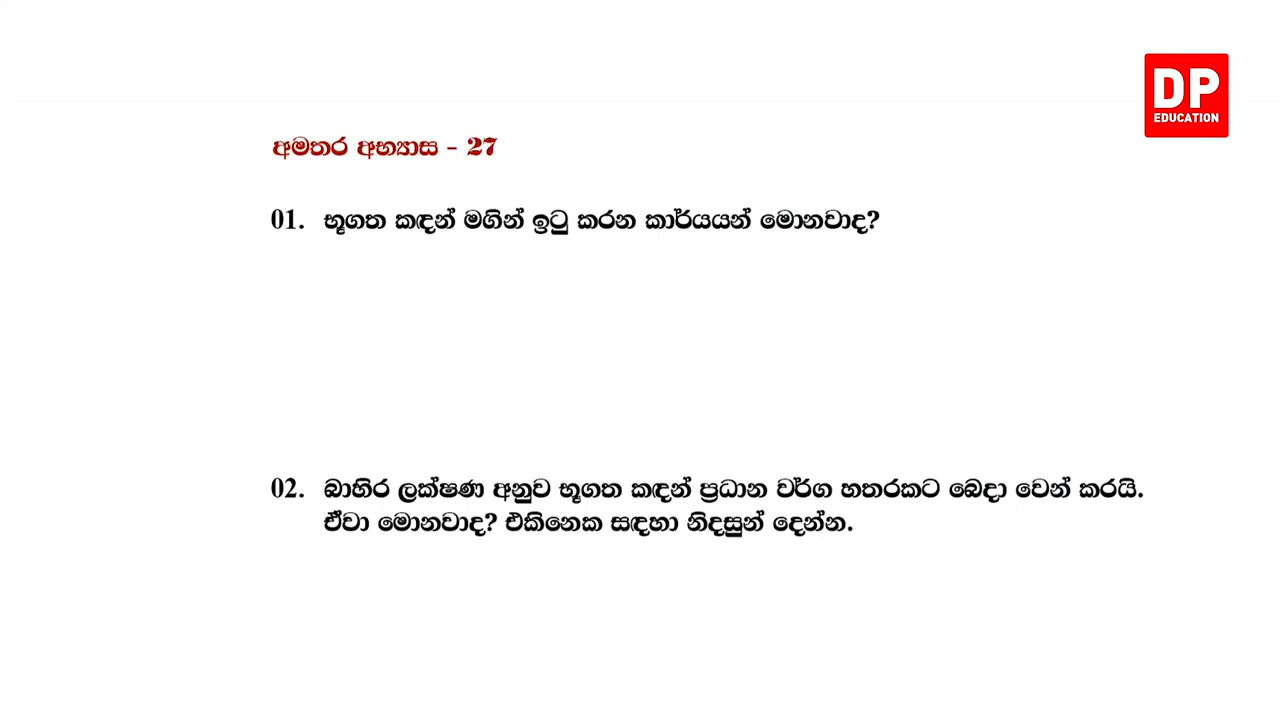 DP
EDUCATION
අමතර අභ්‍යාස - 27
01. භූගත කඳන් මගින් ඉටු කරන කාර්යයන් මොනවාද?
02. බාහිර ලක්ෂණ අනුව භූගත කඳන් ප්‍රධාන වර්ග හතරකට බෙදා වෙන් කරයි.
ඒවා මොනවාද? එකිනෙක සඳහා නිදසුන් දෙන්න.